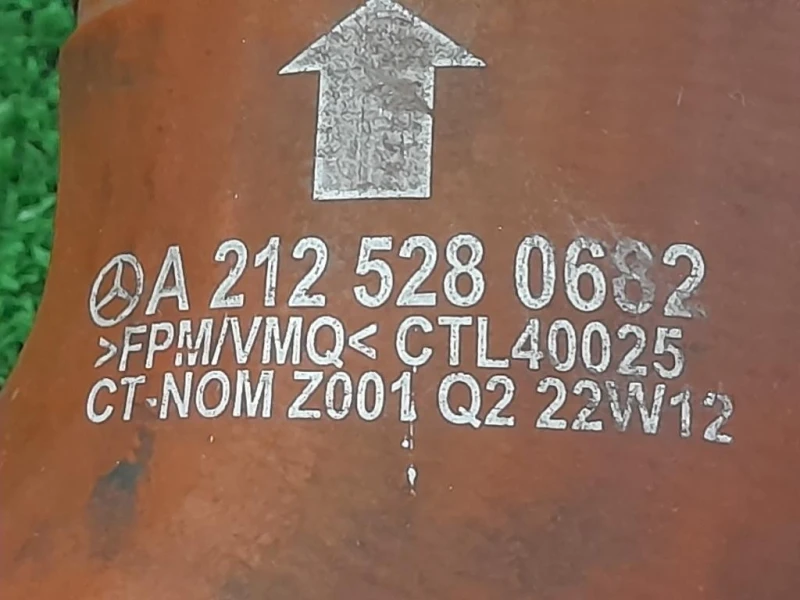 A 212 528 0682
>FPM/VMQ< CTL40025
CT-NOM Z001 Q2 22W12